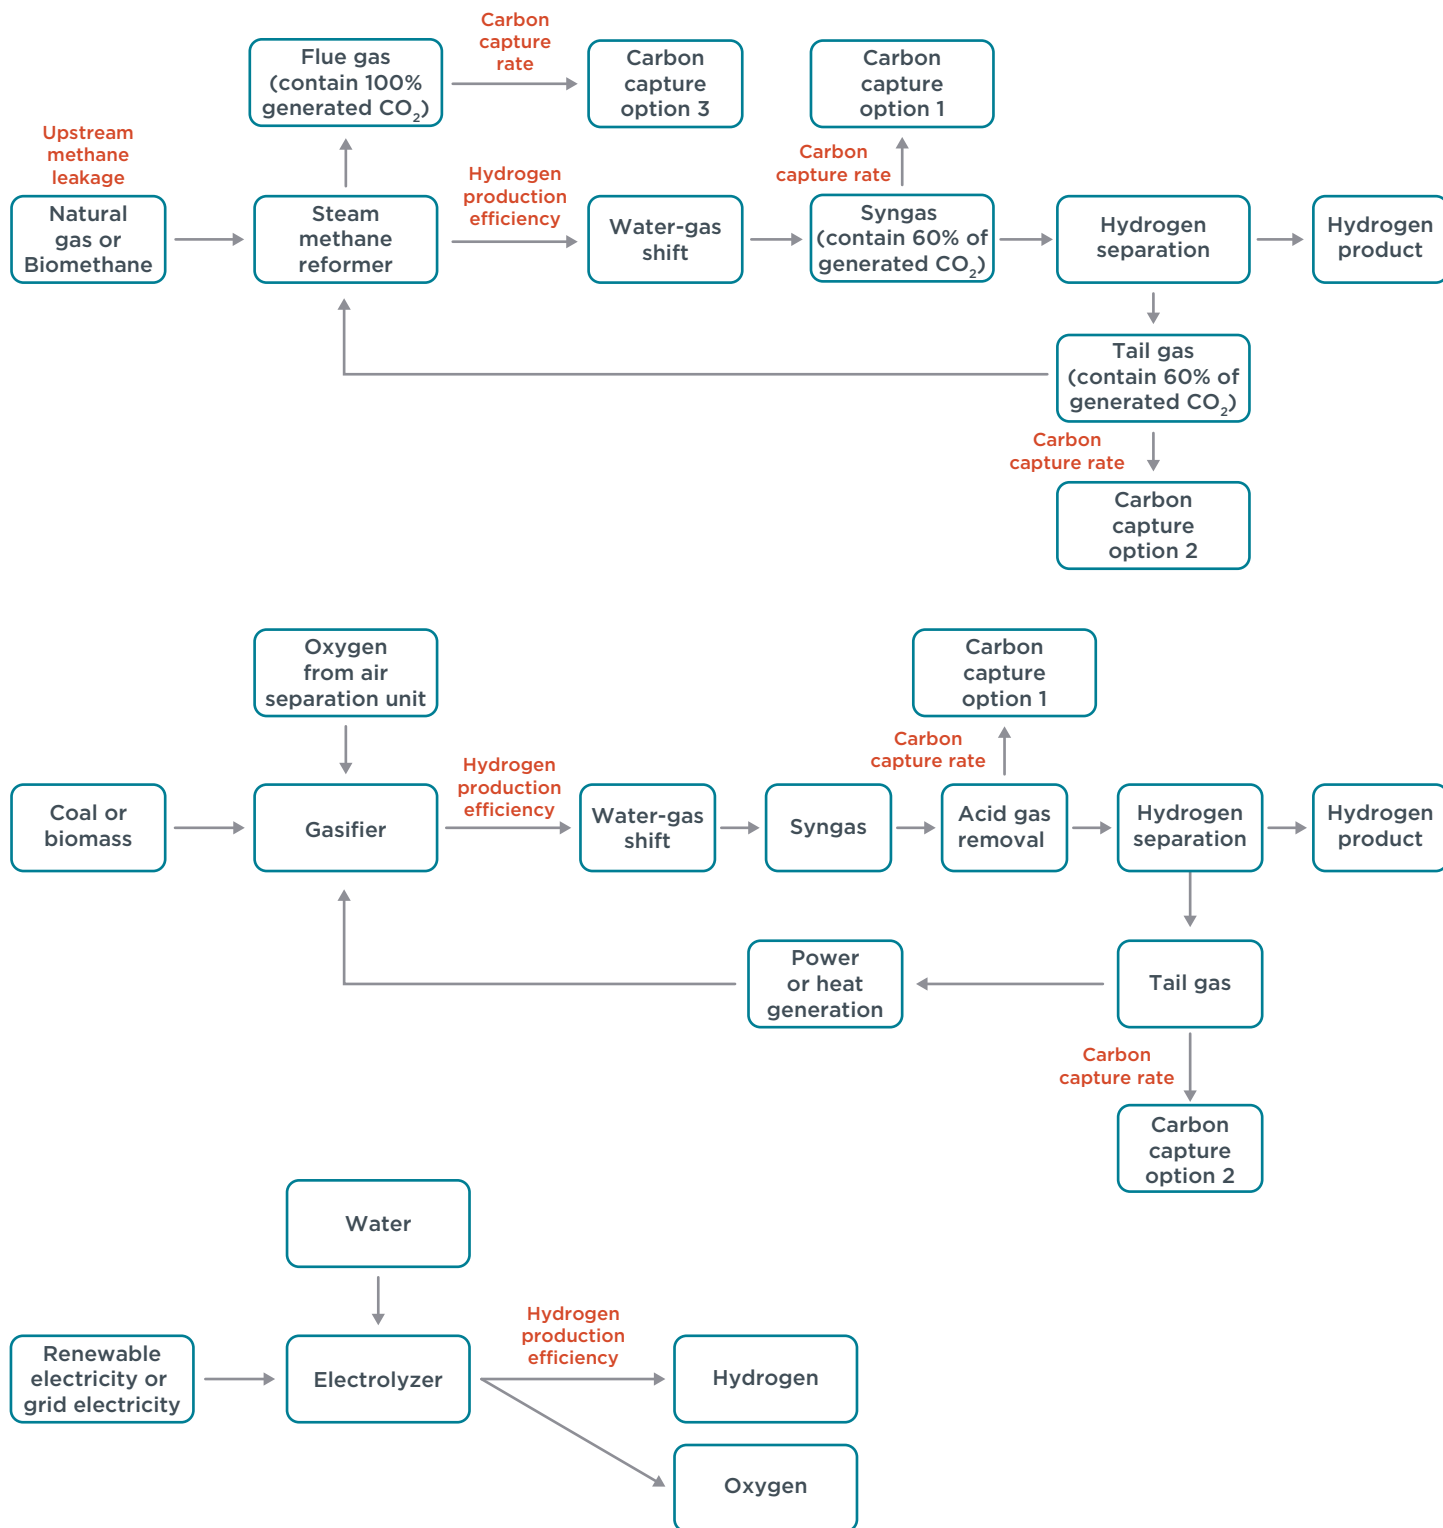 Carbon
capture
rate
Flue gas
(contain 100%
generated CO₂)
Carbon
capture
option 3
Carbon
capture
option 1
Upstream
methane
leakage
Hydrogen
production
efficiency
Carbon
capture rate
Natural
gas or
Biomethane
Steam
methane
reformer
Water-gas
shift
Syngas
(contain 60% of
generated CO₂)
Hydrogen
separation
Hydrogen
product
Tail gas
(contain 60% of
generated CO₂)
Carbon
capture rate
Carbon
capture
option 2
Oxygen
from air
separation unit
Carbon
capture
option 1
Hydrogen
production
efficiency
Carbon
capture rate
Coal or
biomass
Gasifier
Water-gas
shift
Syngas
Acid gas
removal
Hydrogen
separation
Hydrogen
product
Power
or heat
generation
Tail gas
Carbon
capture rate
Carbon
capture
option 2
Water
Hydrogen
production
efficiency
Renewable
electricity or
grid electricity
Electrolyzer
Hydrogen
Oxygen